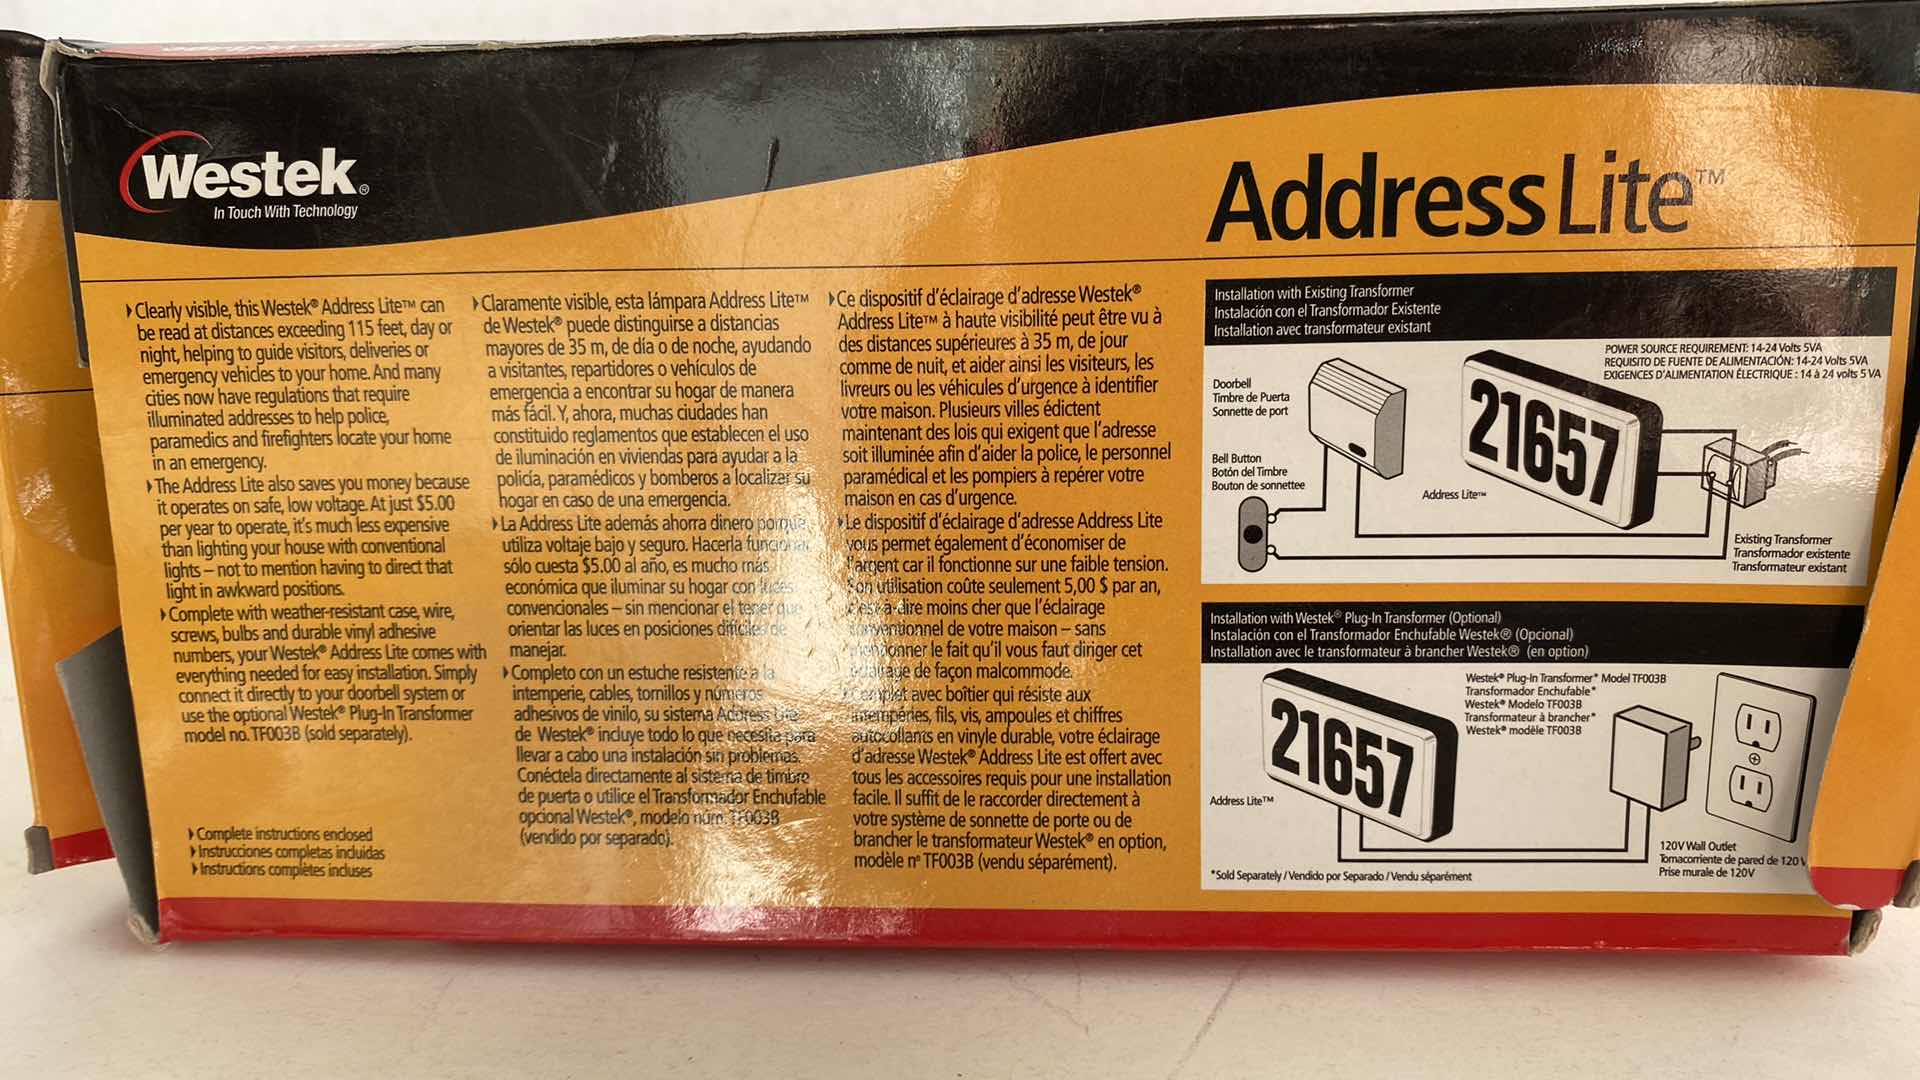 Westek®
In Touch With Technology
Address Lite™
Clearly visible, this Westek® Address Lite™ can
be read at distances exceeding 115 feet, day or
night, helping to guide visitors, deliveries or
emergency vehicles to your home. And many
cities now have regulations that require
illuminated addresses to help police,
paramedics and firefighters locate your home
in an emergency.
The Address Lite also saves you money because
it operates on safe, low voltage. At just $5.00
per year to operate, it's much less expensive
than lighting your house with conventional
lights – not to mention having to direct that
light in awkward positions.
Complete with weather-resistant case, wire,
screws, bulbs and durable vinyl adhesive
numbers, your Westek® Address Lite comes with
everything needed for easy installation. Simply
connect it directly to your doorbell system or
use the optional Westek® Plug-In Transformer
model no. TF003B (sold separately).
Complete instructions enclosed
Instrucciones completas incluidas
Instructions complètes incluses
Claramente visible, esta lámpara Address Lite™
de Westek® puede distinguirse a distancias
mayores de 35 m, de día o de noche, ayudando
a visitantes, repartidores o vehículos de
emergencia a encontrar su hogar de manera
más fácil. Y, ahora, muchas ciudades han
constituido reglamentos que establecen el uso
de iluminación en viviendas para ayudar a la
policía, paramédicos y bomberos a localizar su
hogar en caso de una emergencia.
La Address Lite además ahorra dinero porque
utiliza voltaje bajo y seguro. Hacerla funcionar
sólo cuesta $5.00 al año, es mucho más
económica que iluminar su hogar con luces
convencionales – sin mencionar el tener que
orientar las luces en posiciones difíciles de
manejar.
Completo con un estuche resistente a la
intemperie, cables, tornillos y números
adhesivos de vinilo, su sistema Address Lite
de Westek® incluye todo lo que necesita para
llevar a cabo una instalación sin problemas.
Conéctela directamente al sistema de timbre
de puerta o utilice el Transformador Enchufable
opcional Westek®, modelo núm. TF003B
(vendido por separado).
Ce dispositif d'éclairage d'adresse Westek®
Address Lite™ à haute visibilité peut être vu à
des distances supérieures à 35 m, de jour
comme de nuit, et aider ainsi les visiteurs, les
livreurs ou les véhicules d'urgence à identifier
votre maison. Plusieurs villes édictent
maintenant des lois qui exigent que l'adresse
soit illuminée afin d'aider la police, le personnel
paramédical et les pompiers à repérer votre
maison en cas d'urgence.
Le dispositif d'éclairage d'adresse Address Lite
vous permet également d'économiser de
l'argent car il fonctionne sur une faible tension.
Son utilisation coûte seulement 5,00 $ par an,
c'est-à-dire moins cher que l'éclairage
conventionnel de votre maison – sans
mentionner le fait qu'il vous faut diriger cet
éclairage de façon malcommode.
Complet avec boîtier qui résiste aux
intempéries, fils, vis, ampoules et chiffres
autocollants en vinyle durable, votre éclairage
d'adresse Westek® Address Lite est offert avec
tous les accessoires requis pour une installation
facile. Il suffit de le raccorder directement à
votre système de sonnette de porte ou de
brancher le transformateur Westek® en option,
modèle nº TF003B (vendu séparément).
Installation with Existing Transformer
Instalación con el Transformador Existente
Installation avec transformateur existant
POWER SOURCE REQUIREMENT: 14-24 Volts 5VA
REQUISITO DE FUENTE DE ALIMENTACIÓN: 14-24 Volts 5VA
EXIGENCES D'ALIMENTATION ÉLECTRIQUE : 14 à 24 volts 5 VA
Doorbell
Timbre de Puerta
Sonnette de port
Bell Button
Botón del Timbre
Bouton de sonnettee
21657
Address Lite™
Existing Transformer
Transformador existente
Transformateur existant
Installation with Westek® Plug-In Transformer (Optional)
Instalación con el Transformador Enchufable Westek® (Opcional)
Installation avec le transformateur à brancher Westek® (en option)
Westek® Plug-In Transformer* Model TF003B
Transformador Enchufable*
Westek® Modelo TF003B
Transformateur à brancher*
Westek® modèle TF003B
21657
Address Lite™
120V Wall Outlet
Tomacorriente de pared de 120 V
Prise murale de 120V
*Sold Separately / Vendido por Separado / Vendu séparément